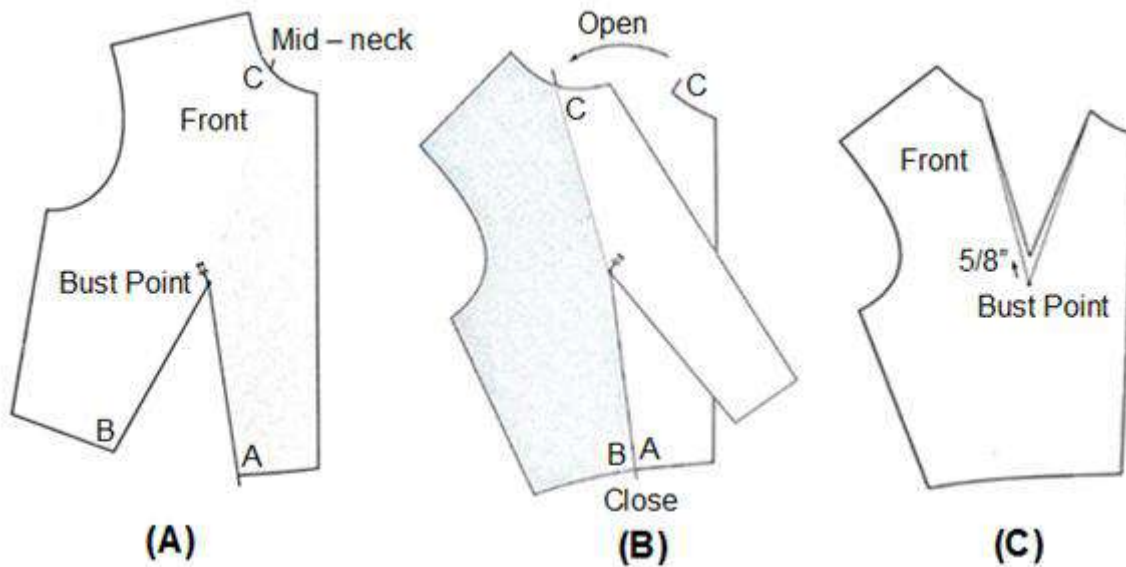 Mid – neck
C
Front
Bust Point
B
A
(A)
Open
C
C
B A
Close
(B)
Front
5/8"
Bust Point
(C)